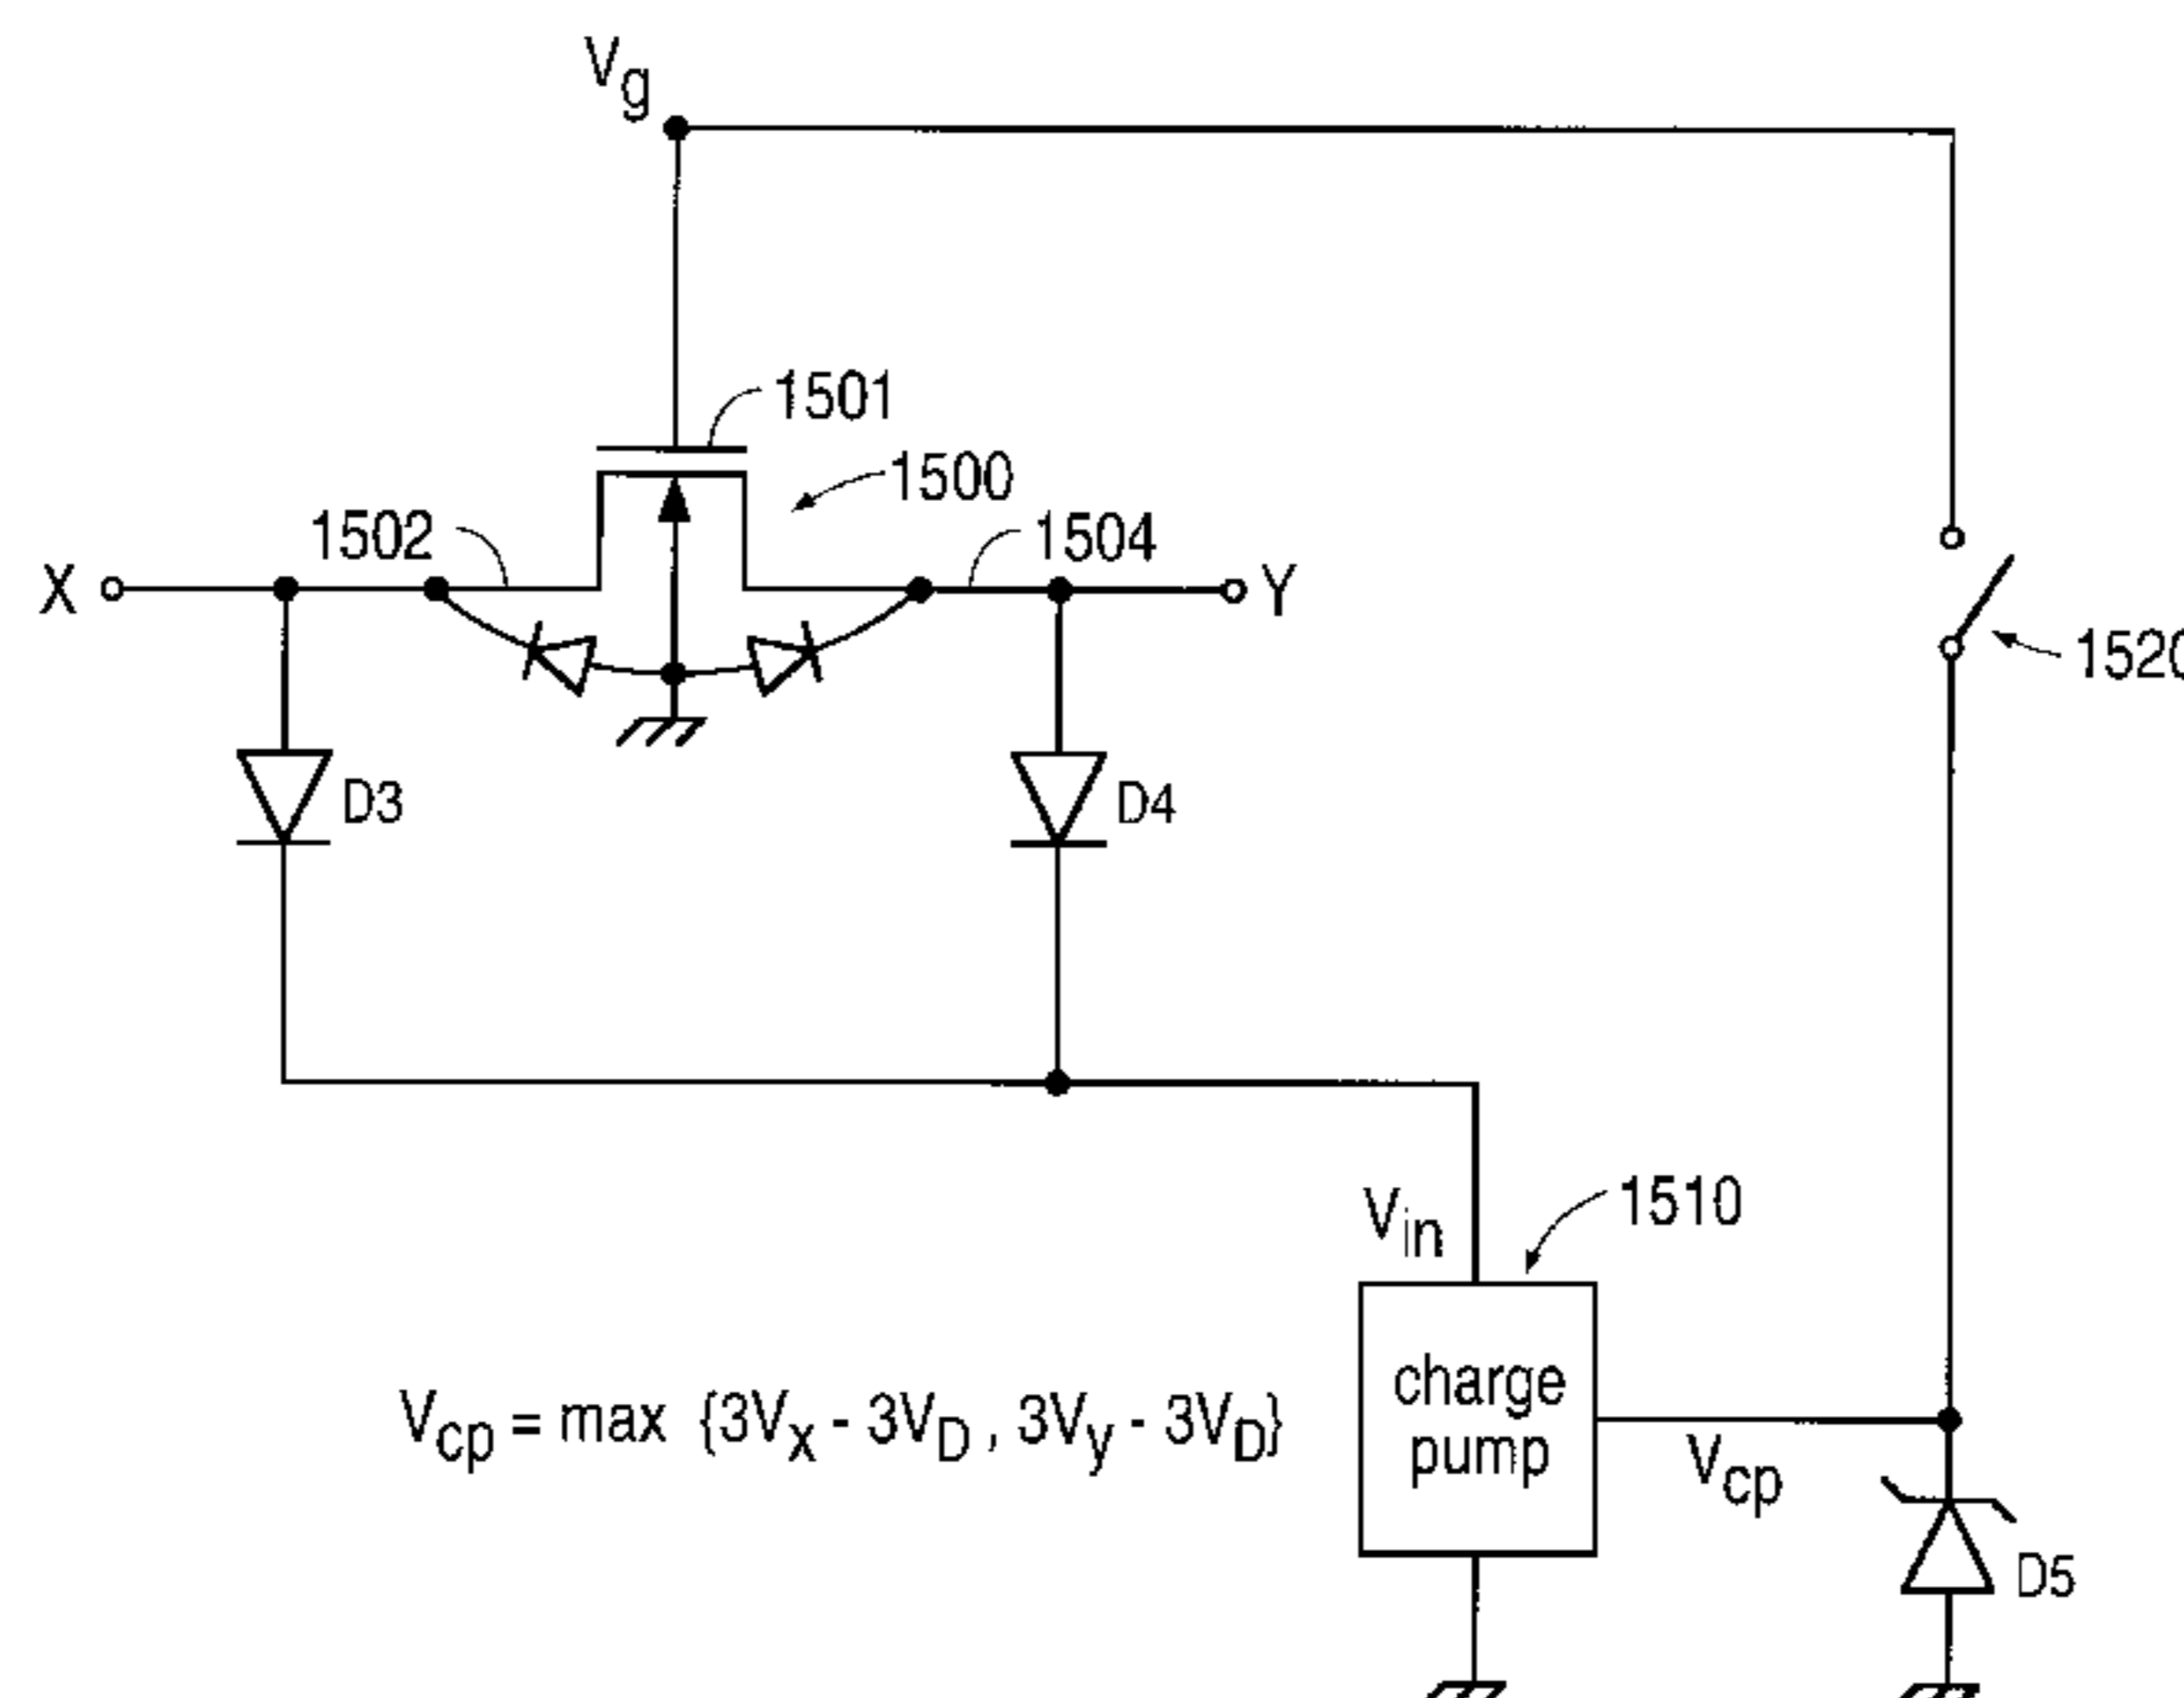 Vg
1501
1500
1502
1504
X
Y
152
D3
D4
Vin
1510
charge
pump
Vcp = max {3Vx - 3VD , 3Vy - 3VD}
Vcp
D5